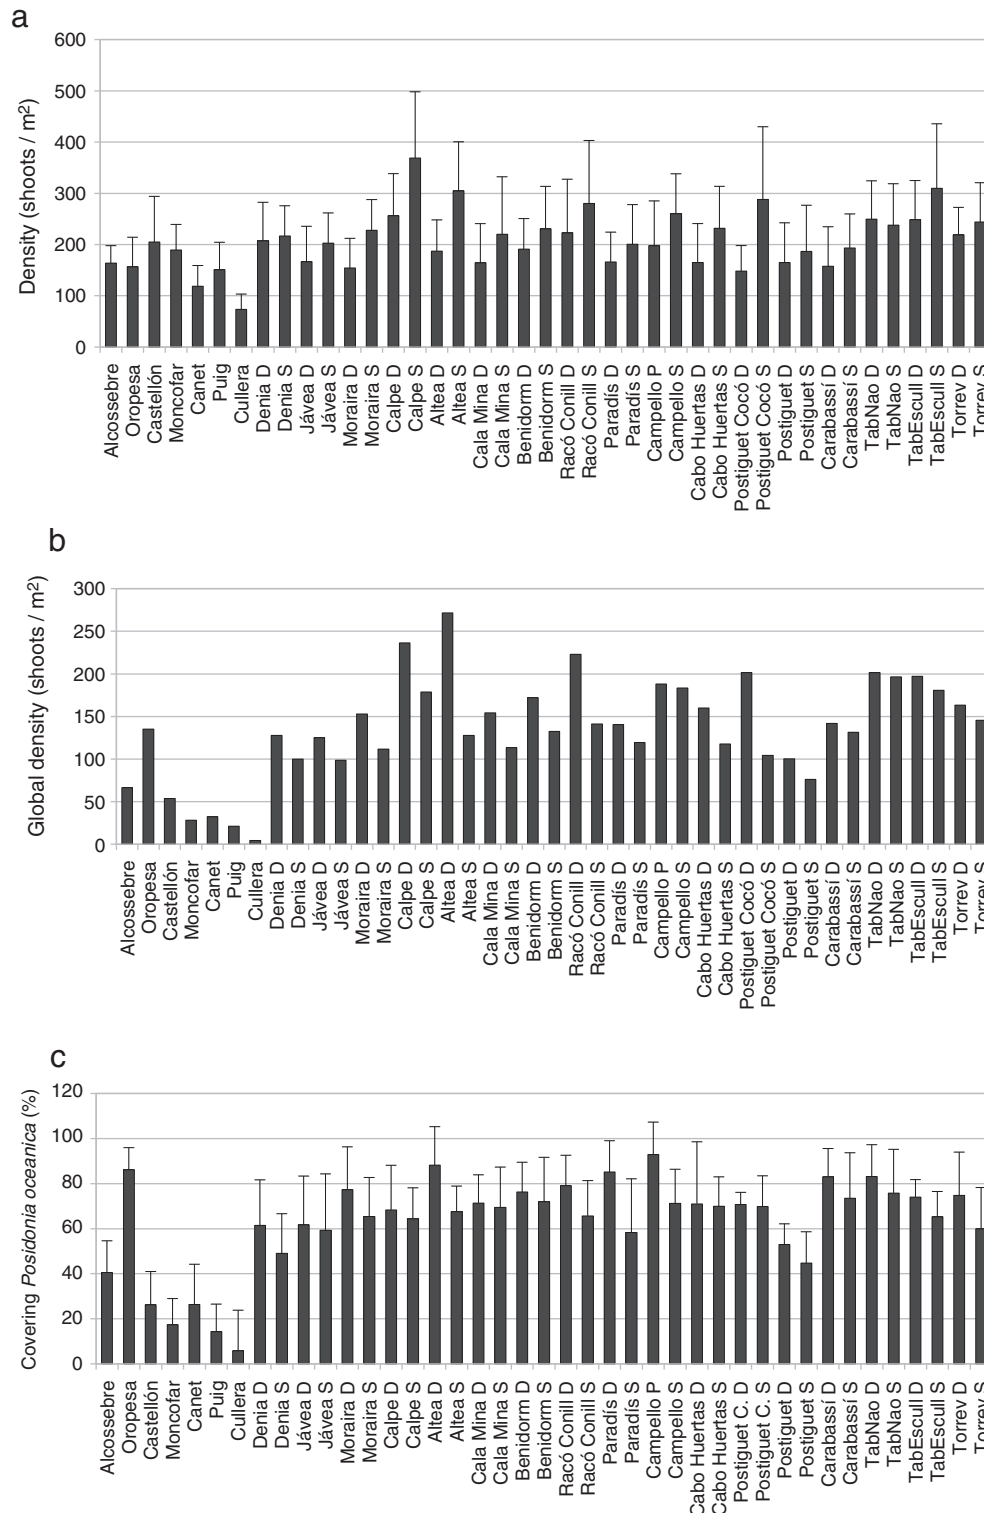 a
Density (shoots / m²)
600
500
400
300
200
100
0
Alcossebre
Oropesa
Castellón
Moncofar
Canet
Puig
Cullera
Denia D
Denia S
Jávea D
Jávea S
Moraira D
Moraira S
Calpe D
Calpe S
Altea D
Altea S
Cala Mina D
Cala Mina S
Benidorm D
Benidorm S
Racó Conill D
Racó Conill S
Paradís D
Paradís S
Campello P
Campello S
Cabo Huertas D
Cabo Huertas S
Postiguet Cocó D
Postiguet Cocó S
Postiguet D
Postiguet S
Carabassí D
Carabassí S
TabNao D
TabNao S
TabEscull D
TabEscull S
Torrev D
Torrev S
b
Global density (shoots / m²)
300
250
200
150
100
50
0
Alcossebre
Oropesa
Castellón
Moncofar
Canet
Puig
Cullera
Denia D
Denia S
Jávea D
Jávea S
Moraira D
Moraira S
Calpe D
Calpe S
Altea D
Altea S
Cala Mina D
Cala Mina S
Benidorm D
Benidorm S
Racó Conill D
Racó Conill S
Paradís D
Paradís S
Campello P
Campello S
Cabo Huertas D
Cabo Huertas S
Postiguet Cocó D
Postiguet Cocó S
Postiguet D
Postiguet S
Carabassí D
Carabassí S
TabNao D
TabNao S
TabEscull D
TabEscull S
Torrev D
Torrev S
c
Covering Posidonia oceanica (%)
120
100
80
60
40
20
0
Alcossebre
Oropesa
Castellón
Moncofar
Canet
Puig
Cullera
Denia D
Denia S
Jávea D
Jávea S
Moraira D
Moraira S
Calpe D
Calpe S
Altea D
Altea S
Cala Mina D
Cala Mina S
Benidorm D
Benidorm S
Racó Conill D
Racó Conill S
Paradís D
Paradís S
Campello P
Campello S
Cabo Huertas D
Cabo Huertas S
Postiguet C. D
Postiguet C. S
Postiguet D
Postiguet S
Carabassí D
Carabassí S
TabNao D
TabNao S
TabEscull D
TabEscull S
Torrev D
Torrev S